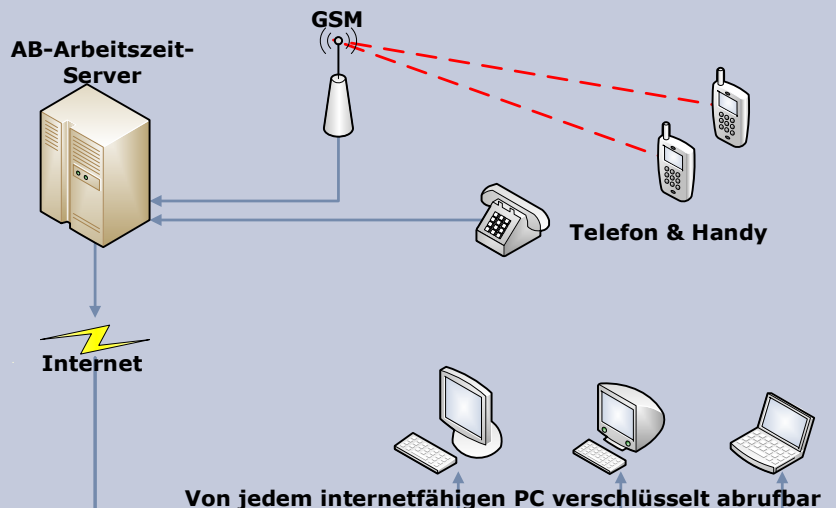 GSM
AB-Arbeitszeit-
Server
Telefon & Handy
Internet
Von jedem internetfähigen PC verschlüsselt abrufbar